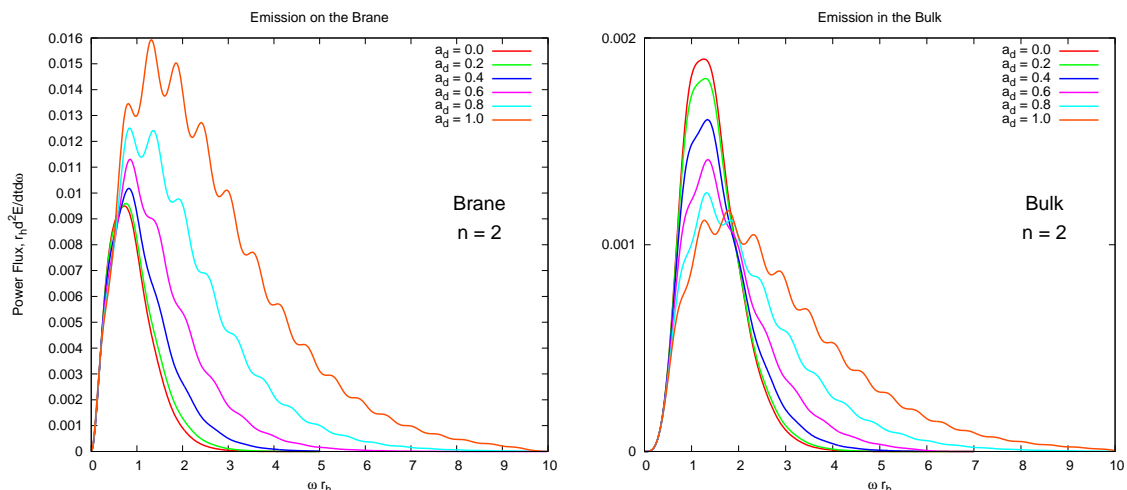 Emission on the Brane
Power Flux, r_h d^2E/dtdω
0.016
0.015
0.014
0.013
0.012
0.011
0.01
0.009
0.008
0.007
0.006
0.005
0.004
0.003
0.002
0.001
0
a_d = 0.0
a_d = 0.2
a_d = 0.4
a_d = 0.6
a_d = 0.8
a_d = 1.0
Brane
n = 2
0 1 2 3 4 5 6 7 8 9 10
ω r_h
Emission in the Bulk
0.002
0.001
0
a_d = 0.0
a_d = 0.2
a_d = 0.4
a_d = 0.6
a_d = 0.8
a_d = 1.0
Bulk
n = 2
0 1 2 3 4 5 6 7 8 9 10
ω r_h